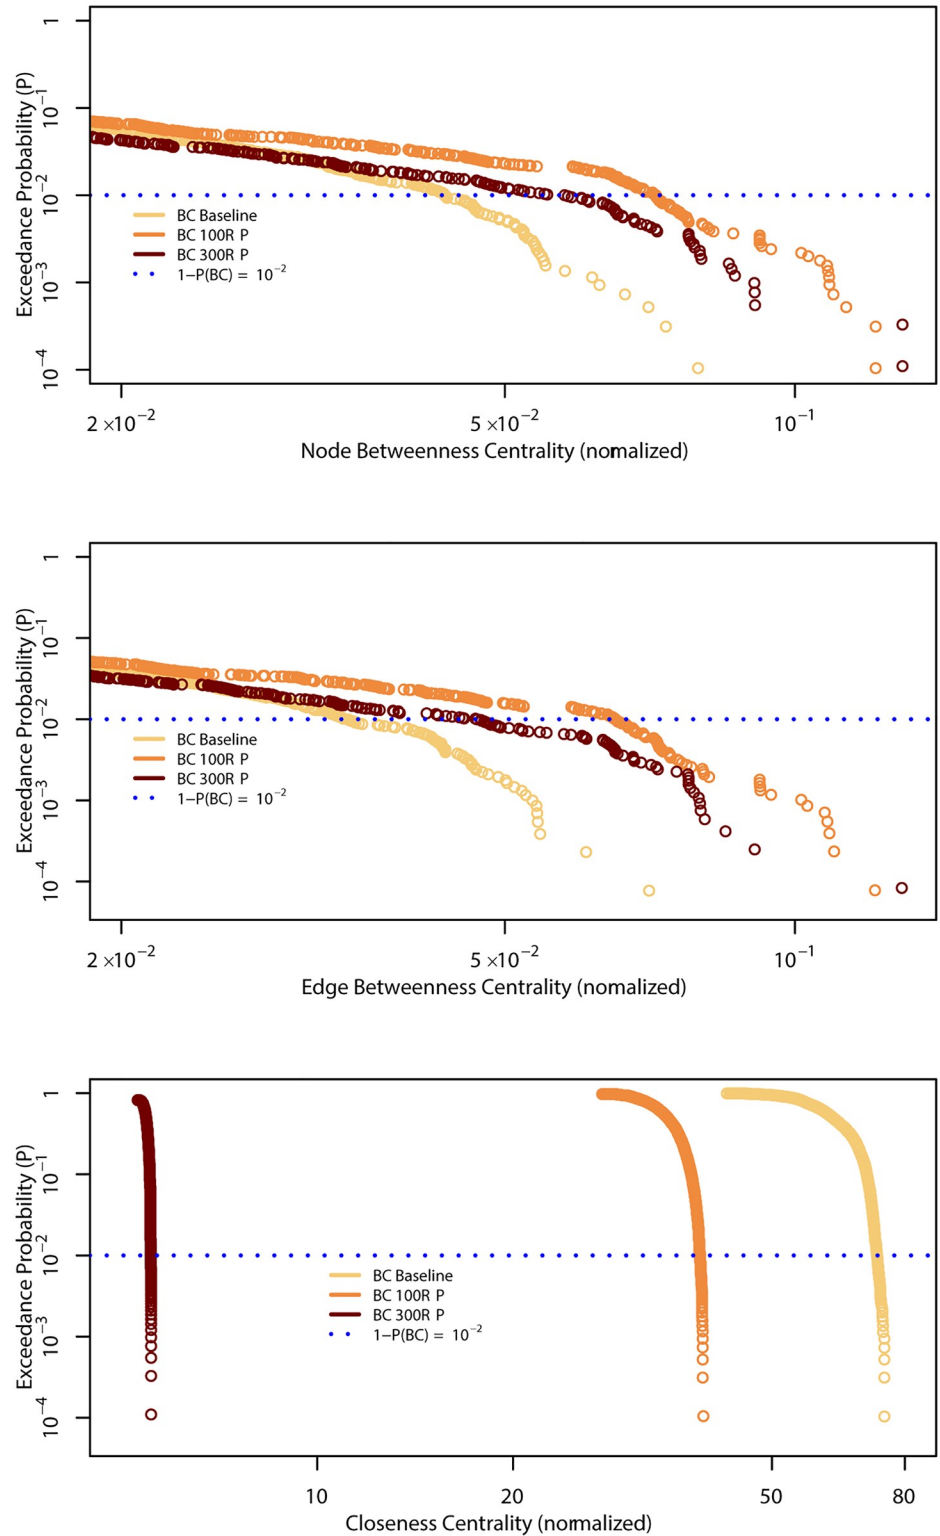 Exceedance Probability (P)
1
10−1
10−2
10−3
10−4
BC Baseline
BC 100R P
BC 300R P
1−P(BC) = 10−2
2 ×10−2
5 ×10−2
10−1
Node Betweenness Centrality (nomalized)
Exceedance Probability (P)
1
10−1
10−2
10−3
10−4
BC Baseline
BC 100R P
BC 300R P
1−P(BC) = 10−2
2 ×10−2
5 ×10−2
10−1
Edge Betweenness Centrality (nomalized)
Exceedance Probability (P)
1
10−1
10−2
10−3
10−4
BC Baseline
BC 100R P
BC 300R P
1−P(BC) = 10−2
10
20
50
80
Closeness Centrality (normalized)